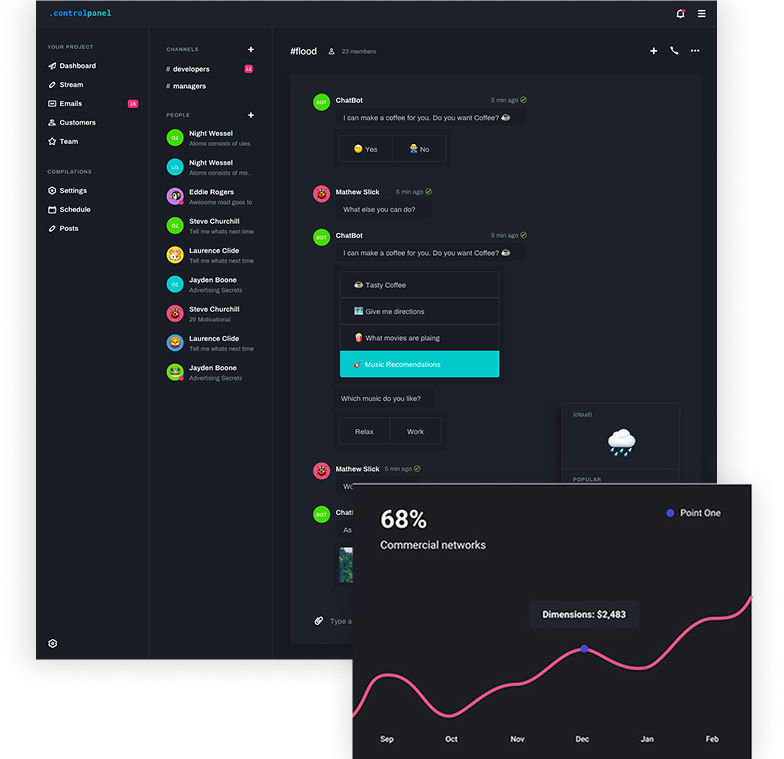 .controlpanel
YOUR PROJECT
Dashboard
Stream
Emails
Customers
Team
COMPILATIONS
Settings
Schedule
Posts
CHANNELS
# developers
# managers
PEOPLE
OZ
Night Wessel
Atoms consists of ules
LG
Night Wessel
Atoms consists of mo..
Eddie Rogers
Awesome road goes to
OZ
Steve Churchill
Tell me whats next time
Laurence Clide
Tell me whats next time
OZ
Jayden Boone
Advertising Secrets
Steve Churchill
29 Motivational
Laurence Clide
Tell me whats next time
Jayden Boone
Advertising Secrets
#flood 23 members
BOT ChatBot 5 min ago
I can make a coffee for you. Do you want Coffee? ☕
😶 Yes 🙅‍♂️ No
Mathew Slick 5 min ago
What else you can do?
BOT ChatBot 5 min ago
I can make a coffee for you. Do you want Coffee? ☕
☕ Tasty Coffee
🗺️ Give me directions
🍿 What movies are plaing
🎸 Music Recomendations
Which music do you like?
Relax Work
(cloud)
POPULAR
Mathew Slick 5 min ago
BOT
As
Type a
68%
Commercial networks
Point One
Dimensions: $2,483
Sep Oct Nov Dec Jan Feb